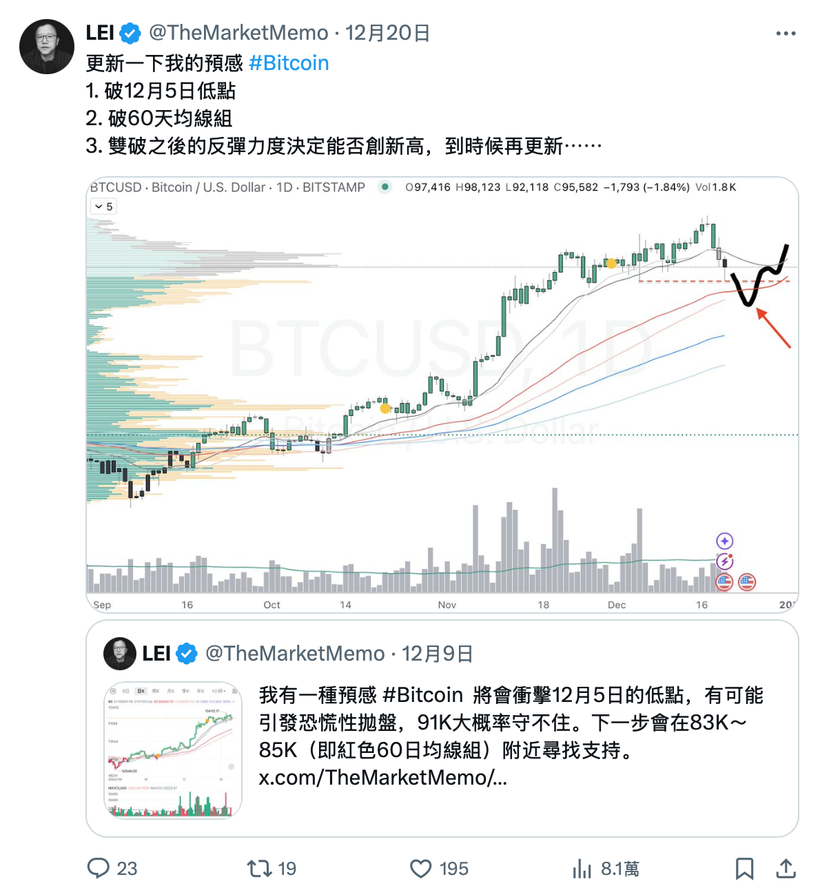 LEI @TheMarketMemo · 12月20日
更新一下我的預感 #Bitcoin
1. 破12月5日低點
2. 破60天均線組
3. 雙破之後的反彈力度決定能否創新高，到時候再更新⋯⋯
BTCUSD · Bitcoin / U.S. Dollar · 1D · BITSTAMP O97,416 H98,123 L92,118 C95,582 −1,793 (−1.84%) Vol1.8K
5
BTCUSD, 1D
Bitcoin / U.S. Dollar
Sep 16 Oct 14 Nov 18 Dec 16 20
LEI @TheMarketMemo · 12月9日
我有一種預感 #Bitcoin 將會衝擊12月5日的低點，有可能
引發恐慌性拋盤，91K大概率守不住。下一步會在83K～
85K（即紅色60日均線組）附近尋找支持。
x.com/TheMarketMemo/...
23 19 195 8.1萬